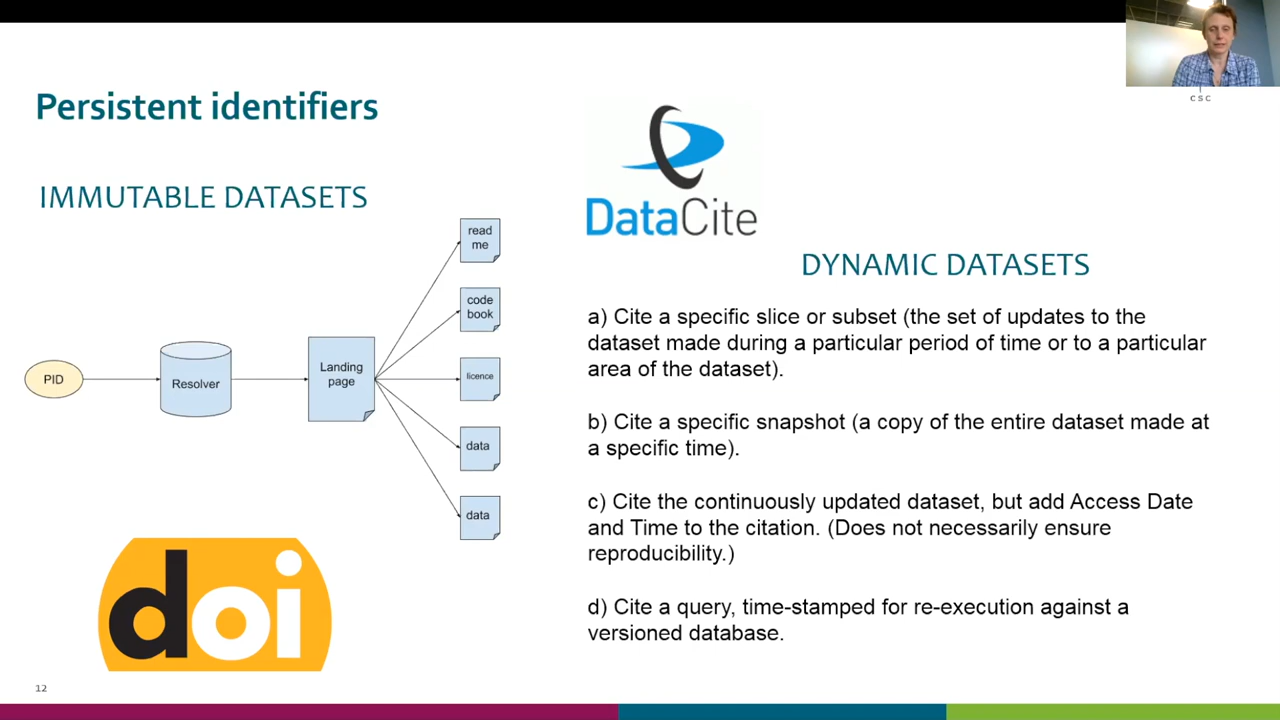 csc
Persistent identifiers
IMMUTABLE DATASETS
read
me
code
book
licence
data
data
PID
Resolver
Landing
page
doi
DataCite
DYNAMIC DATASETS
a) Cite a specific slice or subset (the set of updates to the
dataset made during a particular period of time or to a particular
area of the dataset).
b) Cite a specific snapshot (a copy of the entire dataset made at
a specific time).
c) Cite the continuously updated dataset, but add Access Date
and Time to the citation. (Does not necessarily ensure
reproducibility.)
d) Cite a query, time-stamped for re-execution against a
versioned database.
12